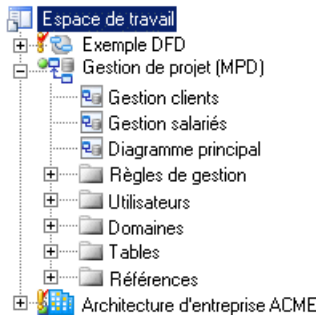 Espace de travail
Exemple DFD
Gestion de projet (MPD)
Gestion clients
Gestion salariés
Diagramme principal
Règles de gestion
Utilisateurs
Domaines
Tables
Références
Architecture d'entreprise ACME